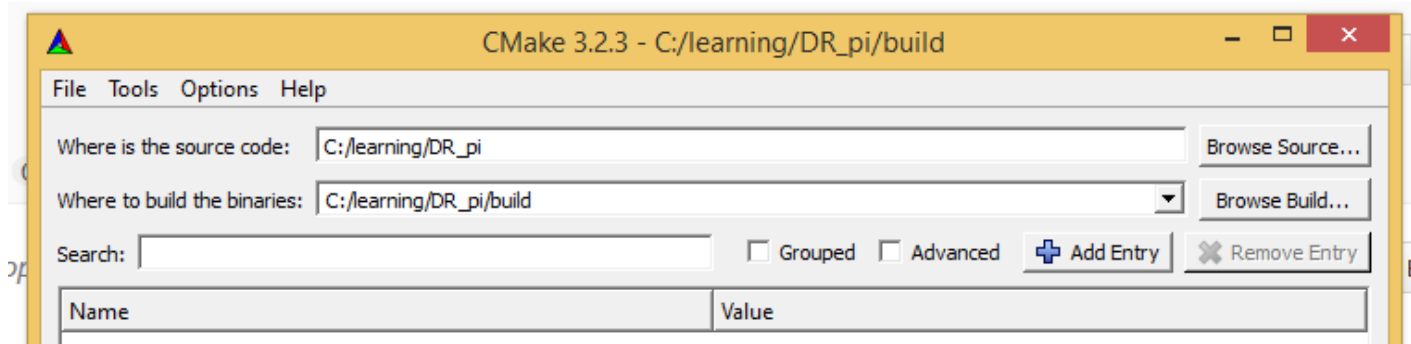 CMake 3.2.3 - C:/learning/DR_pi/build
File Tools Options Help
Where is the source code: C:/learning/DR_pi Browse Source...
Where to build the binaries: C:/learning/DR_pi/build Browse Build...
Search: Grouped Advanced Add Entry Remove Entry
Name Value